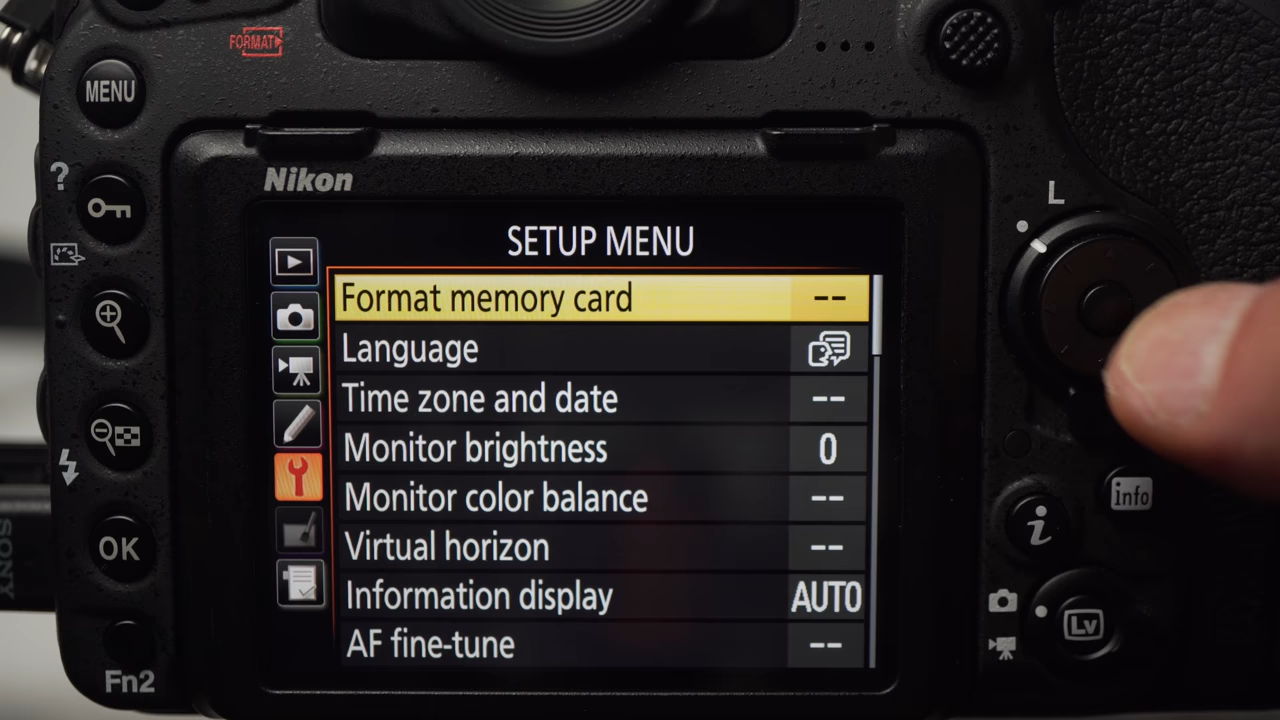 FORMAT
MENU
Nikon
?
L
SETUP MENU
Format memory card --
Language
Time zone and date --
Monitor brightness 0
Monitor color balance --
Virtual horizon --
Information display AUTO
AF fine-tune --
OK
Fn2
info
i
Lv
SONY